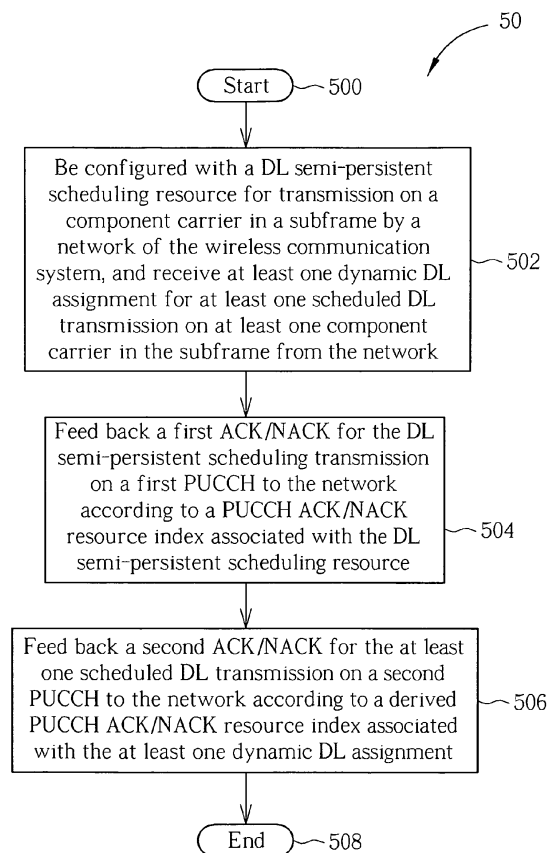 50
Start
500
Be configured with a DL semi-persistent
scheduling resource for transmission on a
component carrier in a subframe by a
network of the wireless communication
system, and receive at least one dynamic DL
assignment for at least one scheduled DL
transmission on at least one component
carrier in the subframe from the network
502
Feed back a first ACK/NACK for the DL
semi-persistent scheduling transmission
on a first PUCCH to the network
according to a PUCCH ACK/NACK
resource index associated with the DL
semi-persistent scheduling resource
504
Feed back a second ACK/NACK for the at least
one scheduled DL transmission on a second
PUCCH to the network according to a derived
PUCCH ACK/NACK resource index associated
with the at least one dynamic DL assignment
506
End
508